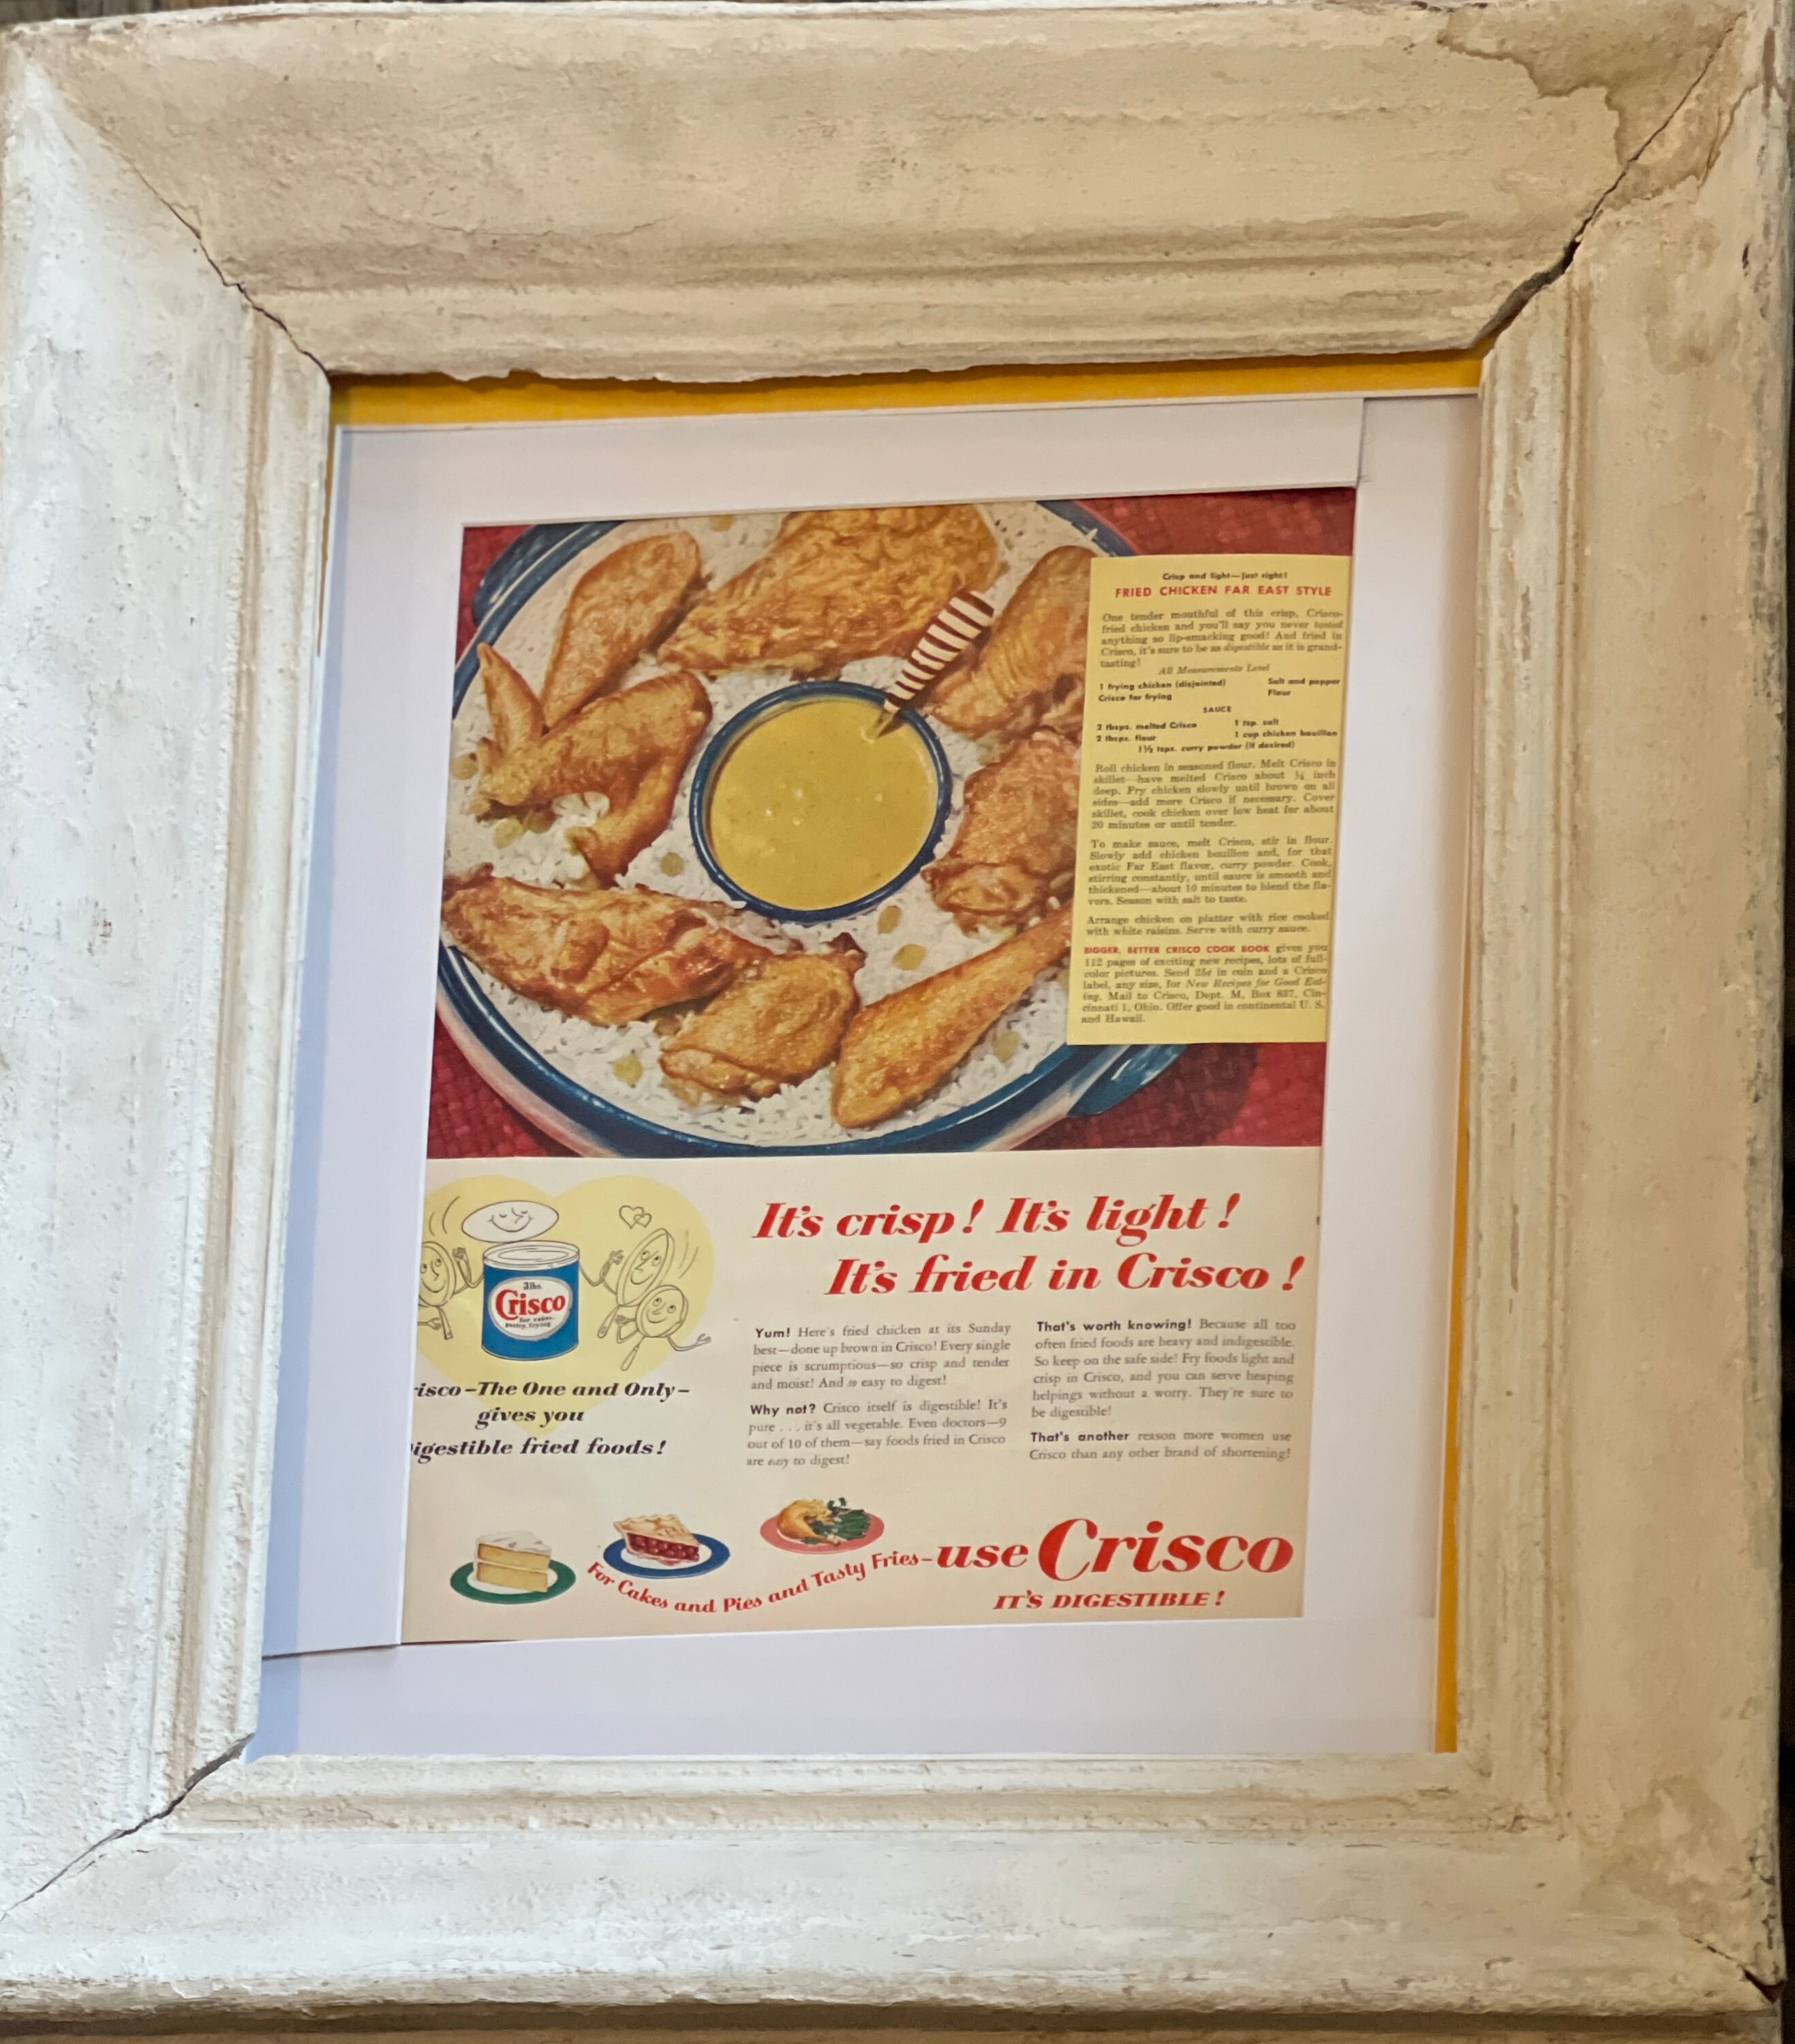 Crisp and light—just right!
FRIED CHICKEN FAR EAST STYLE
One tender mouthful of this crisp, Crisco-
fried chicken and you'll say you never tasted
anything so lip-smacking good! And fried in
Crisco, it's sure to be as digestible as it is grand-
tasting!
All Measurements Level
1 frying chicken (disjointed) Salt and pepper
Crisco for frying Flour
SAUCE
2 tbsps. melted Crisco 1 tsp. salt
2 tbsps. flour 1 cup chicken bouillon
1½ tsps. curry powder (if desired)
Roll chicken in seasoned flour. Melt Crisco in
skillet—have melted Crisco about ¼ inch
deep. Fry chicken slowly until brown on all
sides—add more Crisco if necessary. Cover
skillet, cook chicken over low heat for about
20 minutes or until tender.
To make sauce, melt Crisco, stir in flour.
Slowly add chicken bouillon and, for that
exotic Far East flavor, curry powder. Cook,
stirring constantly, until sauce is smooth and
thickened—about 10 minutes to blend the fla-
vors. Season with salt to taste.
Arrange chicken on platter with rice cooked
with white raisins. Serve with curry sauce.
BIGGER, BETTER CRISCO COOK BOOK gives you
112 pages of exciting new recipes, lots of full-
color pictures. Send 25¢ in coin and a Crisco
label, any size, for New Recipes for Good Eat-
ing. Mail to Crisco, Dept. M, Box 837, Cin-
cinnati 1, Ohio. Offer good in continental U. S.
and Hawaii.
It's crisp! It's light!
It's fried in Crisco!
3 lbs.
Crisco
for cakes,
pastry, frying
isco–The One and Only–
gives you
igestible fried foods!
Yum! Here's fried chicken at its Sunday
best—done up brown in Crisco! Every single
piece is scrumptious—so crisp and tender
and moist! And so easy to digest!
Why not? Crisco itself is digestible! It's
pure . . . it's all vegetable. Even doctors—9
out of 10 of them—say foods fried in Crisco
are easy to digest!
That's worth knowing! Because all too
often fried foods are heavy and indigestible.
So keep on the safe side! Fry foods light and
crisp in Crisco, and you can serve heaping
helpings without a worry. They're sure to
be digestible!
That's another reason more women use
Crisco than any other brand of shortening!
For Cakes and Pies and Tasty Fries–use Crisco
IT'S DIGESTIBLE!